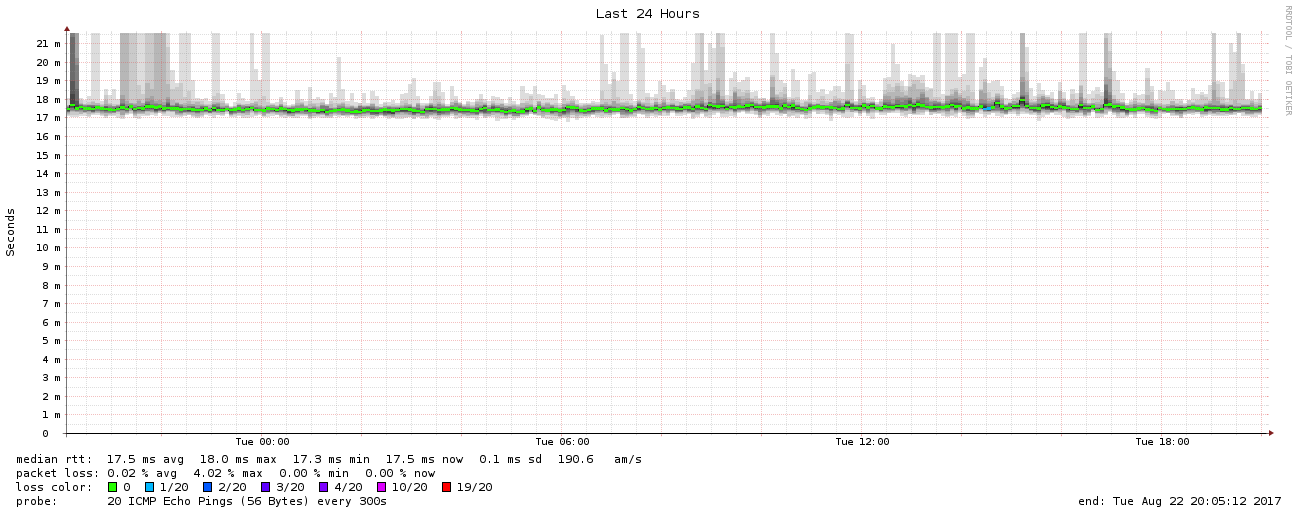 Last 24 Hours
RRDTOOL / TOBI OETIKER
Seconds
21 m
20 m
19 m
18 m
17 m
16 m
15 m
14 m
13 m
12 m
11 m
10 m
9 m
8 m
7 m
6 m
5 m
4 m
3 m
2 m
1 m
0
Tue 00:00 Tue 06:00 Tue 12:00 Tue 18:00
median rtt: 17.5 ms avg 18.0 ms max 17.3 ms min 17.5 ms now 0.1 ms sd 190.6 am/s
packet loss: 0.02 % avg 4.02 % max 0.00 % min 0.00 % now
loss color: 0 1/20 2/20 3/20 4/20 10/20 19/20
probe: 20 ICMP Echo Pings (56 Bytes) every 300s end: Tue Aug 22 20:05:12 2017